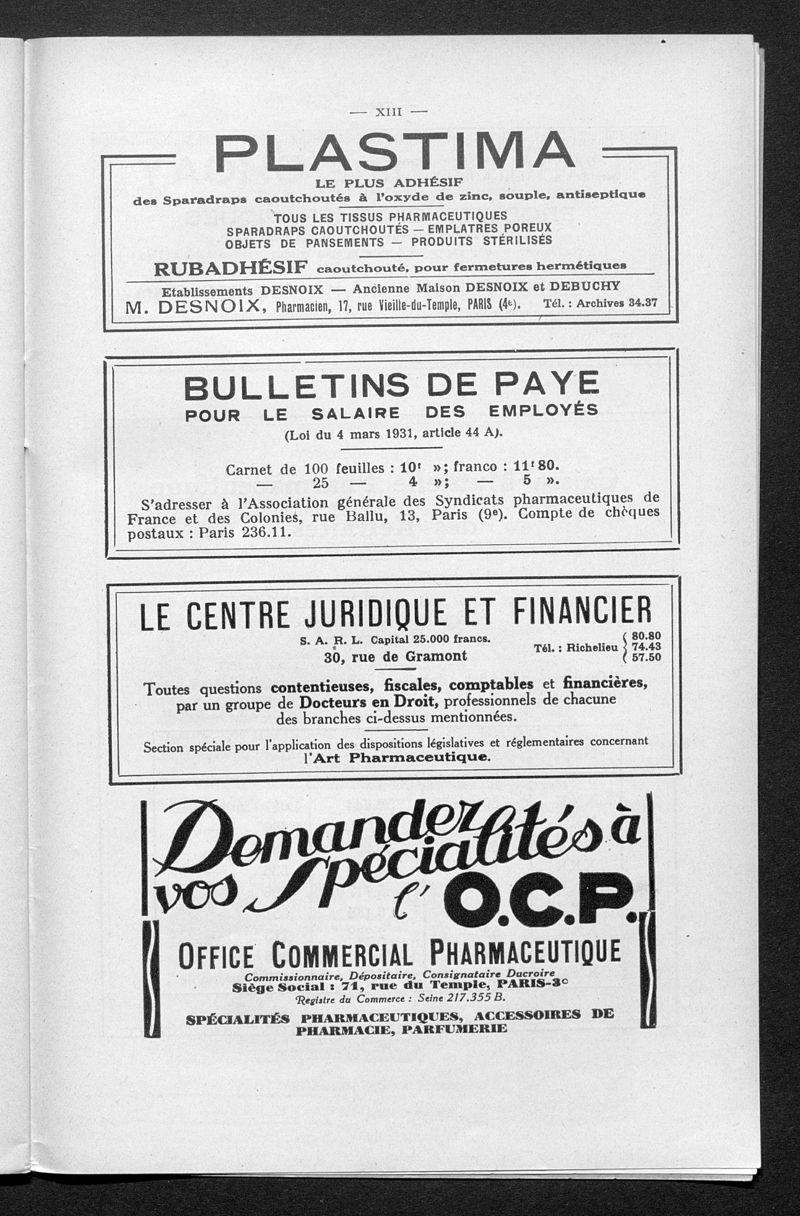 — XIII —
PLASTIMA
LE PLUS ADHÉSIF
des Sparadraps caoutchoutés à l'oxyde de zinc, souple, antiseptique
TOUS LES TISSUS PHARMACEUTIQUES
SPARADRAPS CAOUTCHOUTÉS — EMPLATRES POREUX
OBJETS DE PANSEMENTS — PRODUITS STÉRILISÉS
RUBADHÉSIF caoutchouté, pour fermetures hermétiques
Etablissements DESNOIX — Ancienne Maison DESNOIX et DEBUCHY
M. DESNOIX, Pharmacien, 17, rue Vieille-du-Temple, PARIS (4e). Tél. : Archives 34.37
BULLETINS DE PAYE
POUR LE SALAIRE DES EMPLOYÉS
(Loi du 4 mars 1931, article 44 A).
Carnet de 100 feuilles : 10f »; franco : 11f80.
— 25 — 4 »; — 5 ».
S'adresser à l'Association générale des Syndicats pharmaceutiques de
France et des Colonies, rue Ballu, 13, Paris (9e). Compte de chèques
postaux : Paris 236.11.
LE CENTRE JURIDIQUE ET FINANCIER
S. A. R. L. Capital 25.000 francs.
30, rue de Gramont
Tél. : Richelieu { 80.80
74.43
57.50
Toutes questions contentieuses, fiscales, comptables et financières,
par un groupe de Docteurs en Droit, professionnels de chacune
des branches ci-dessus mentionnées.
Section spéciale pour l'application des dispositions législatives et réglementaires concernant
l'Art Pharmaceutique.
Demandez
vos Spécialités à
l'O.C.P.
OFFICE COMMERCIAL PHARMACEUTIQUE
Commissionnaire, Dépositaire, Consignataire Ducroire
Siège Social : 71, rue du Temple, PARIS-3e
Registre du Commerce : Seine 217.355 B.
SPÉCIALITÉS PHARMACEUTIQUES, ACCESSOIRES DE
PHARMACIE, PARFUMERIE